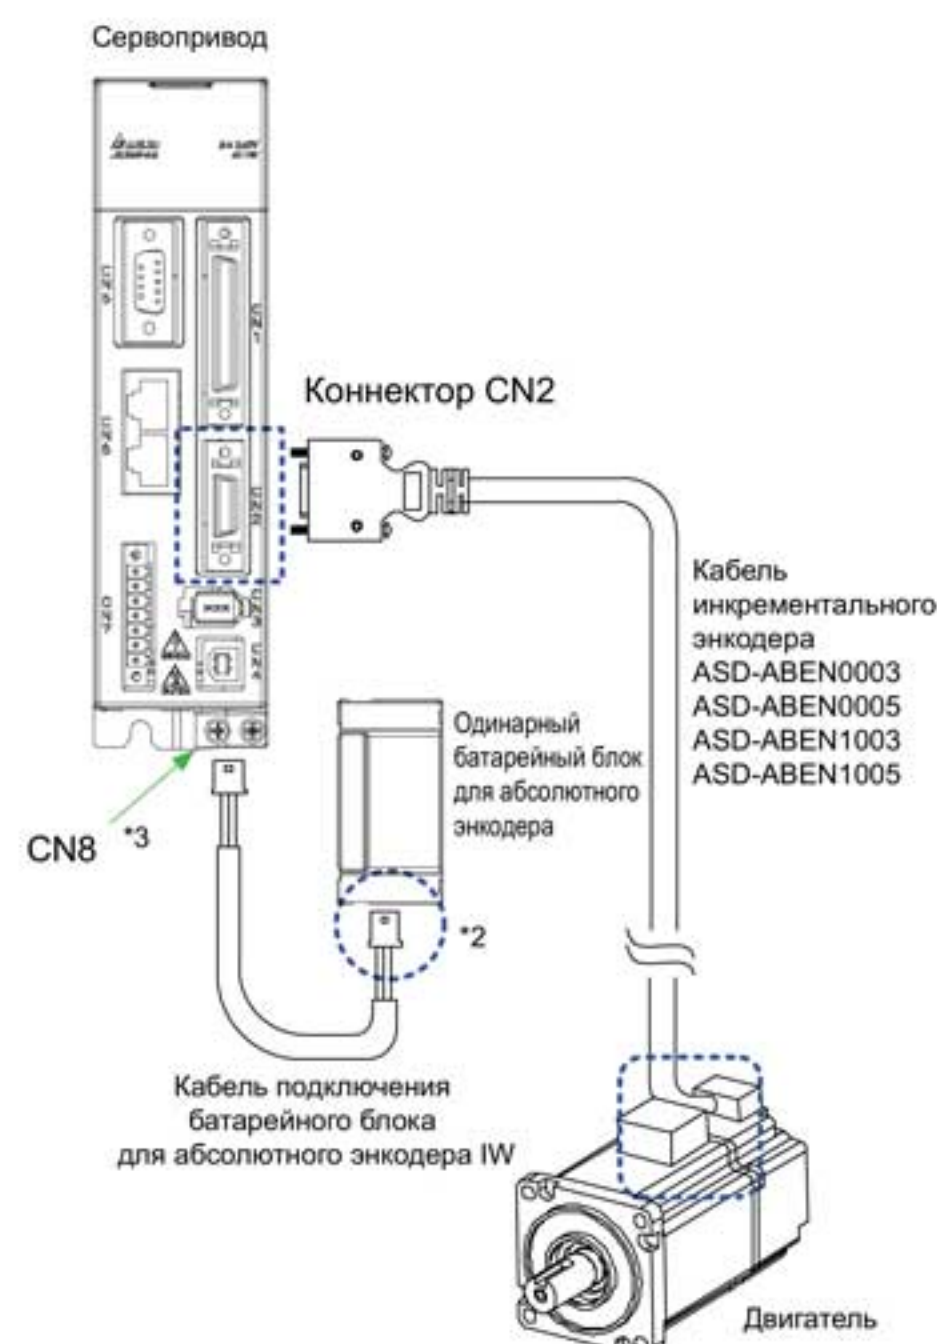 Сервопривод
Коннектор CN2
Кабель
инкрементального
энкодера
ASD-ABEN0003
ASD-ABEN0005
ASD-ABEN1003
ASD-ABEN1005
Одинарный
батарейный блок
для абсолютного
энкодера
CN8 *3
*2
Кабель подключения
батарейного блока
для абсолютного энкодера IW
Двигатель